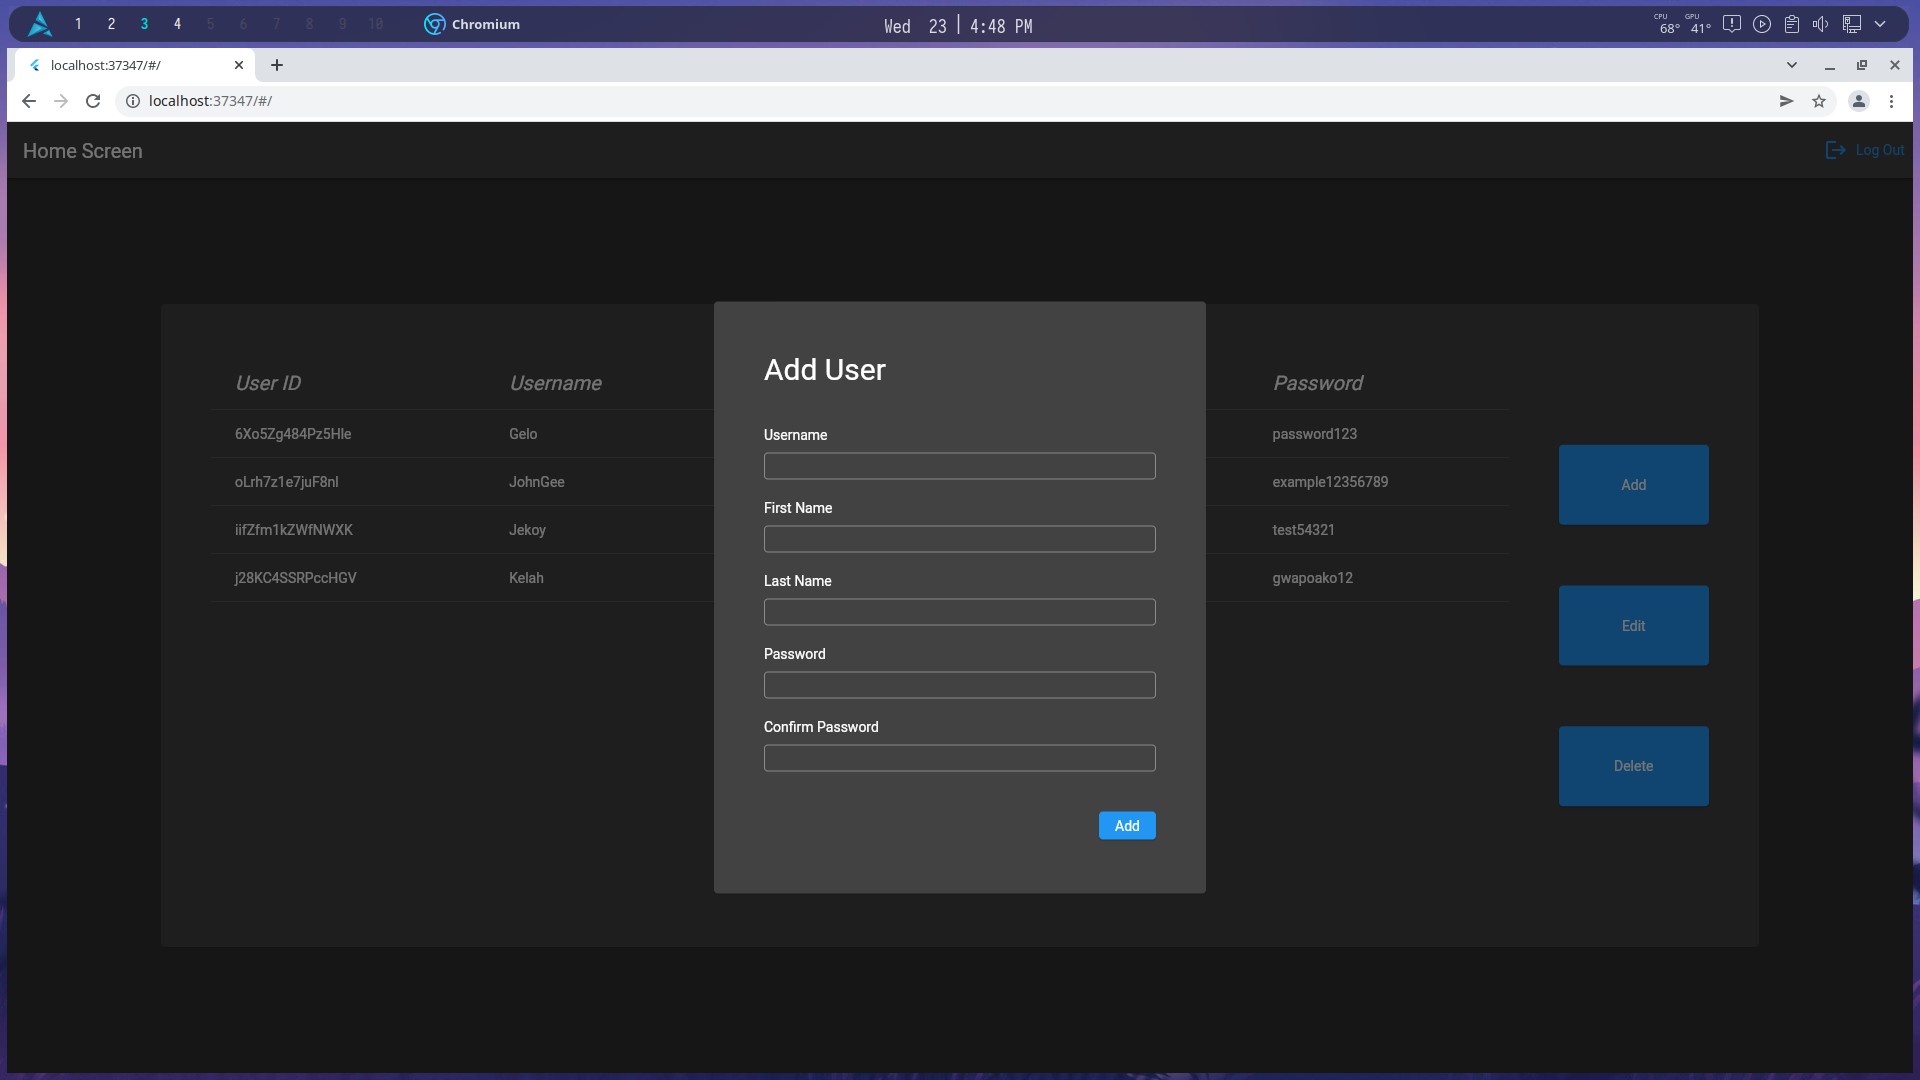 1 2 3 4 5 6 7 8 9 10 Chromium Wed 23 | 4:48 PM CPU 68° GPU 41°
localhost:37347/#/
localhost:37347/#/
Home Screen Log Out
Add User
User ID Username Password
Username
6Xo5Zg484Pz5Hle Gelo password123
oLrh7z1e7juF8nl JohnGee example12356789
Add
First Name
iifZfm1kZWfNWXK Jekoy test54321
Last Name
j28KC4SSRPccHGV Kelah gwapoako12
Edit
Password
Confirm Password
Delete
Add